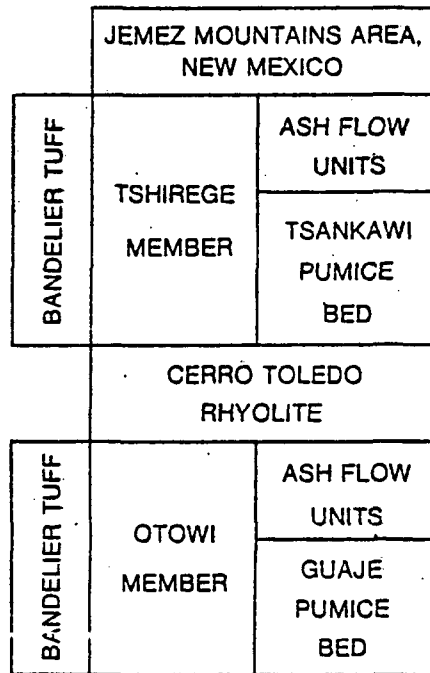 JEMEZ MOUNTAINS AREA,
NEW MEXICO
BANDELIER TUFF
TSHIREGE
MEMBER
ASH FLOW
UNITS
TSANKAWI
PUMICE
BED
CERRO TOLEDO
RHYOLITE
BANDELIER TUFF
OTOWI
MEMBER
ASH FLOW
UNITS
GUAJE
PUMICE
BED